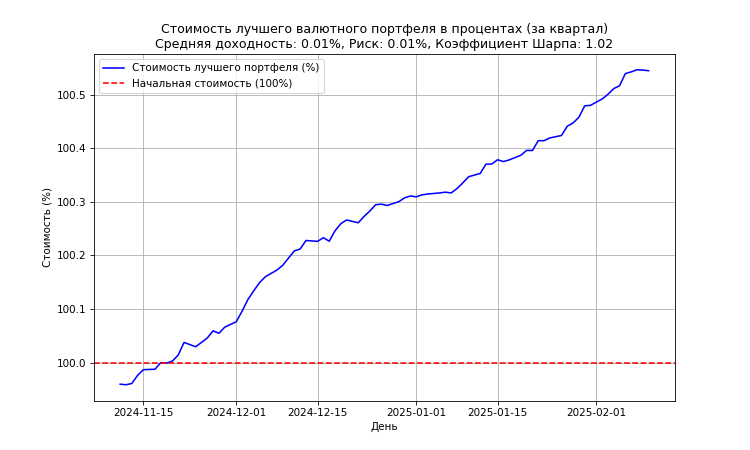 Стоимость лучшего валютного портфеля в процентах (за квартал)
Средняя доходность: 0.01%, Риск: 0.01%, Коэффициент Шарпа: 1.02
Стоимость лучшего портфеля (%)
Начальная стоимость (100%)
Стоимость (%)
100.5
100.4
100.3
100.2
100.1
100.0
2024-11-15
2024-12-01
2024-12-15
2025-01-01
2025-01-15
2025-02-01
День